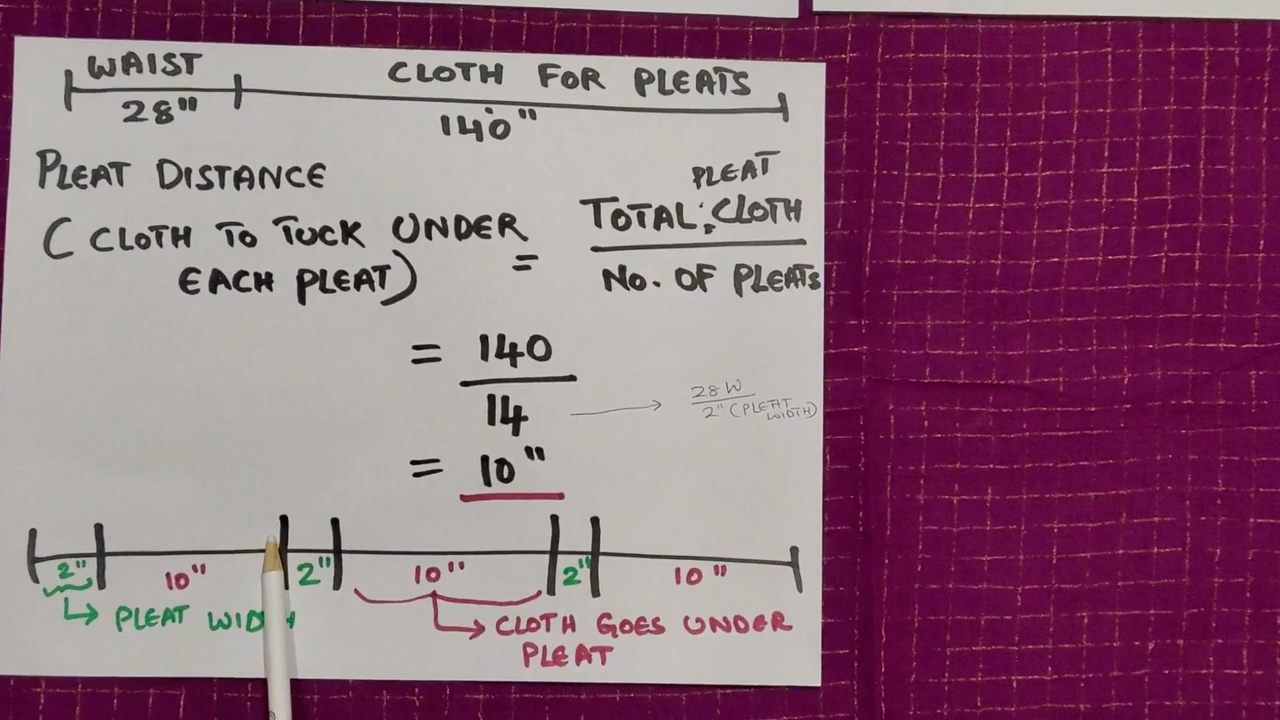 WAIST
28"
CLOTH FOR PLEATS
140"
PLEAT DISTANCE
(CLOTH TO TUCK UNDER
EACH PLEAT)
=
PLEAT
TOTAL CLOTH
NO. OF PLEATS
= 140
14
28 W
2" (PLEAT
WIDTH)
= 10"
2" 10" 2" 10" 2" 10"
PLEAT WIDTH
CLOTH GOES UNDER
PLEAT